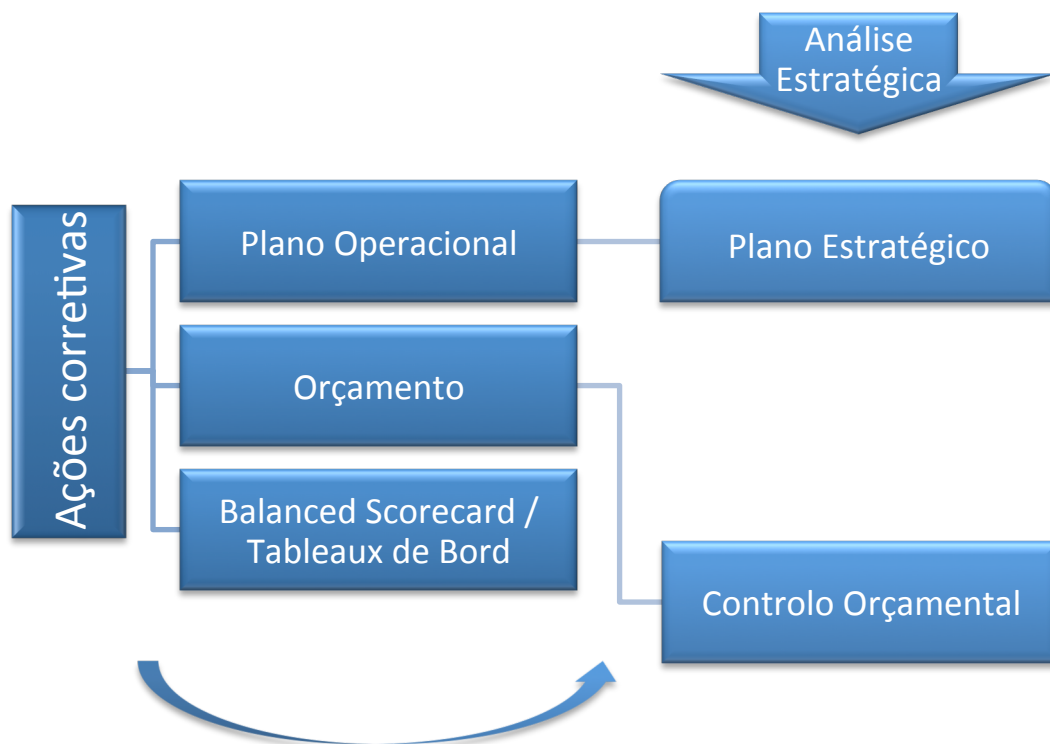 Análise
Estratégica
Ações corretivas
Plano Operacional
Plano Estratégico
Orçamento
Balanced Scorecard /
Tableaux de Bord
Controlo Orçamental